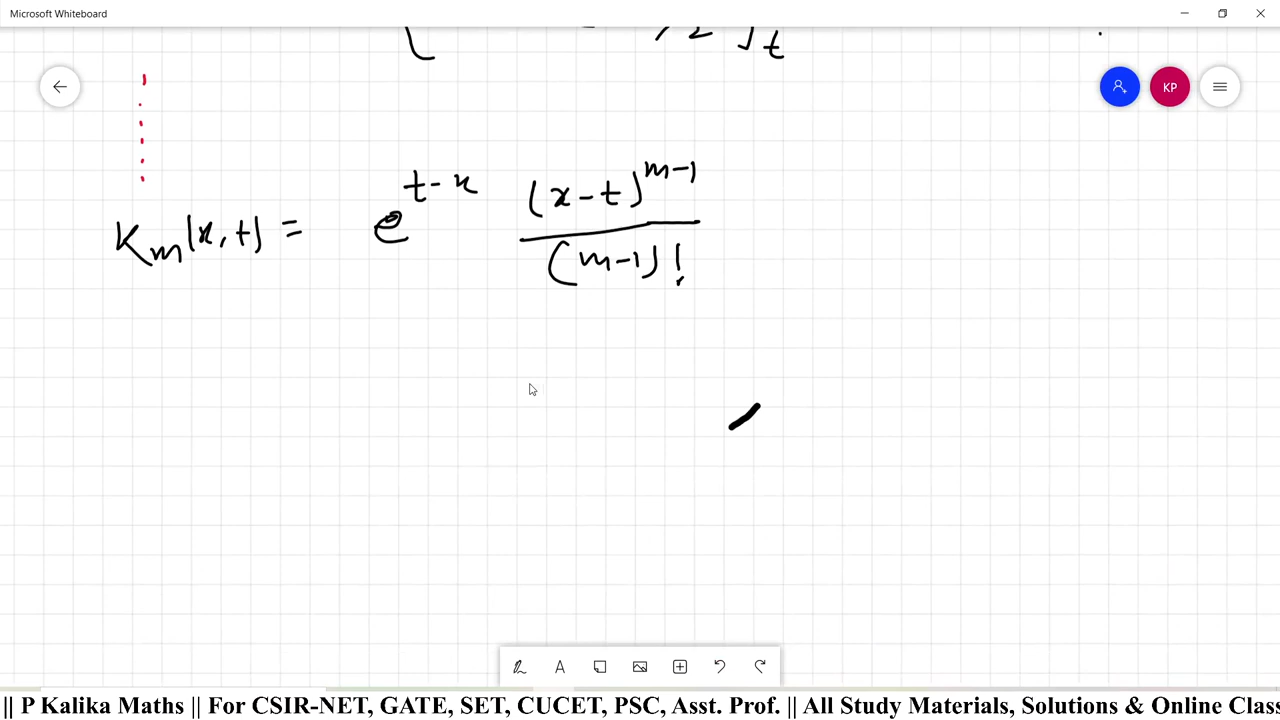 Microsoft Whiteboard
/2 ]t
KP
Km(x,t) = e^{t-x} (x-t)^{m-1} / (m-1)!
A
|| P Kalika Maths || For CSIR-NET, GATE, SET, CUCET, PSC, Asst. Prof. || All Study Materials, Solutions & Online Class